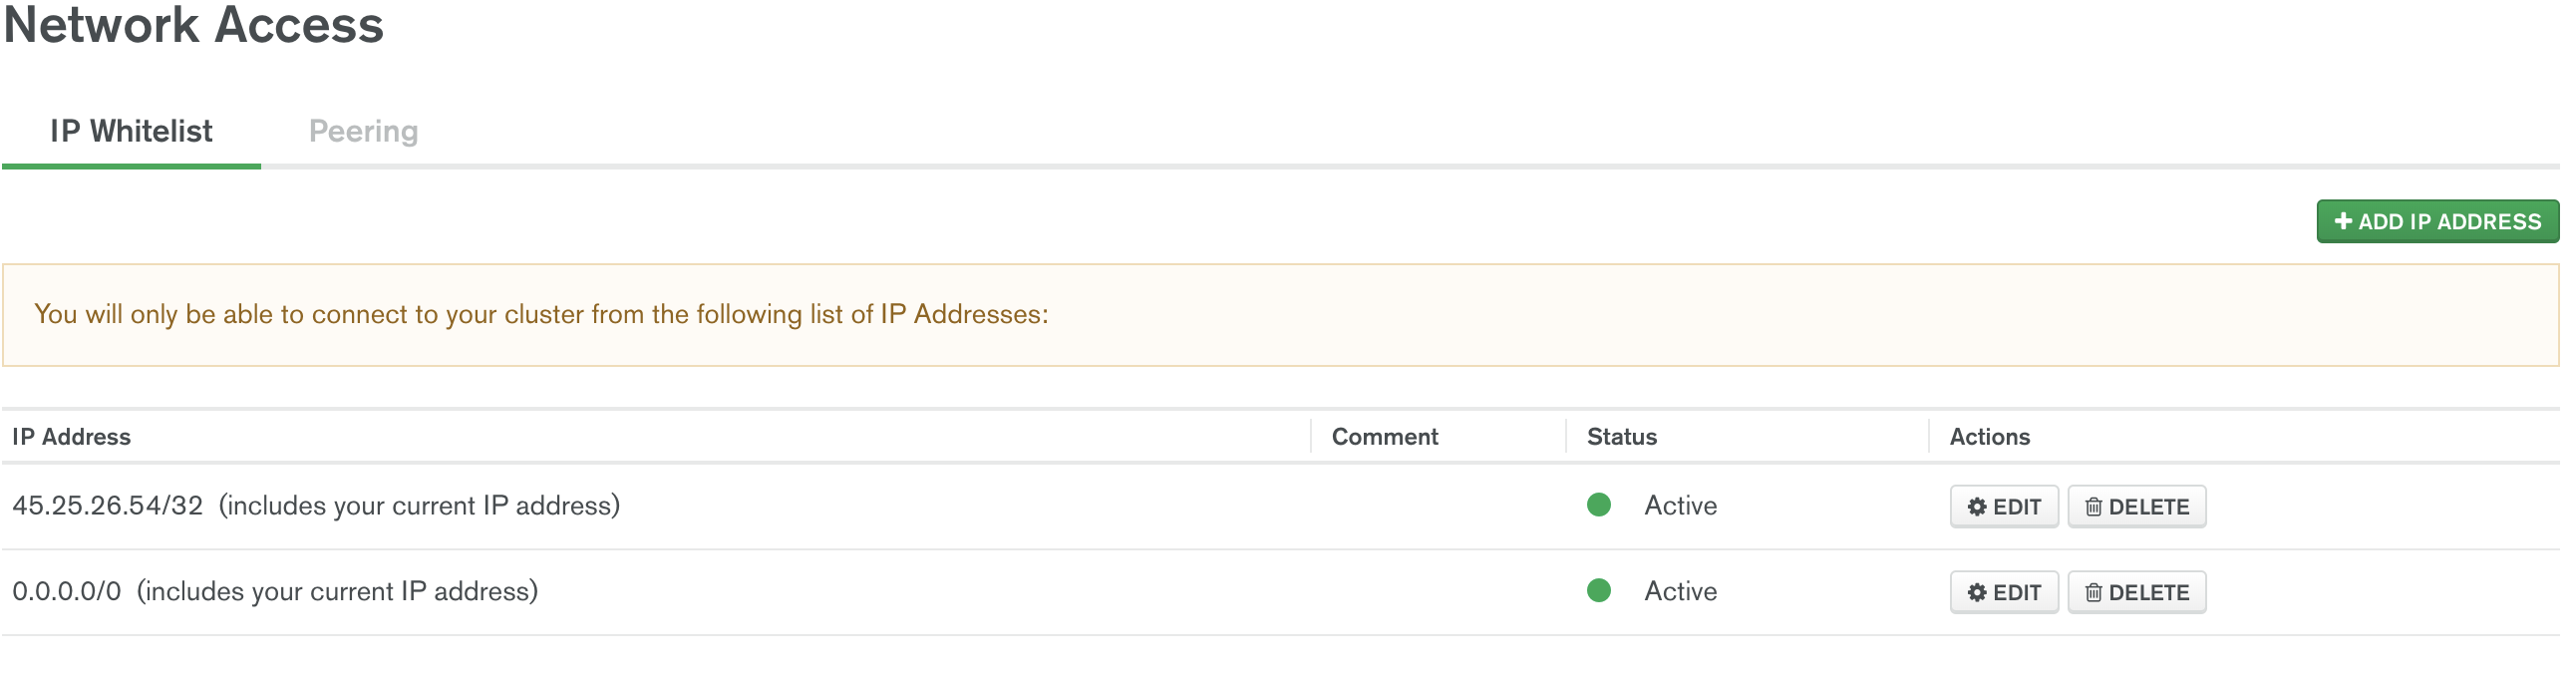 Network Access
IP Whitelist Peering
ADD IP ADDRESS
You will only be able to connect to your cluster from the following list of IP Addresses:
IP Address Comment Status Actions
45.25.26.54/32 (includes your current IP address) Active EDIT DELETE
0.0.0.0/0 (includes your current IP address) Active EDIT DELETE